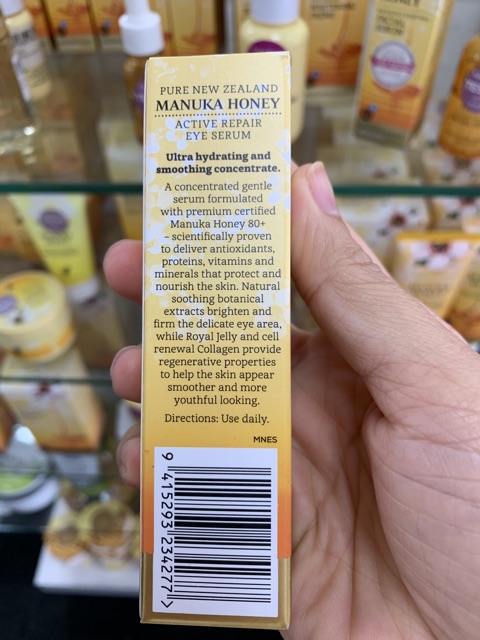 PURE NEW ZEALAND
MANUKA HONEY
ACTIVE REPAIR
EYE SERUM
Ultra hydrating and
smoothing concentrate.
A concentrated gentle
serum formulated
with premium certified
Manuka Honey 80+
– scientifically proven
to deliver antioxidants,
proteins, vitamins and
minerals that protect and
nourish the skin. Natural
soothing botanical
extracts brighten and
firm the delicate eye area,
while Royal Jelly and cell
renewal Collagen provide
regenerative properties
to help the skin appear
smoother and more
youthful looking.
Directions: Use daily.
MNES
9 415293 234277 >